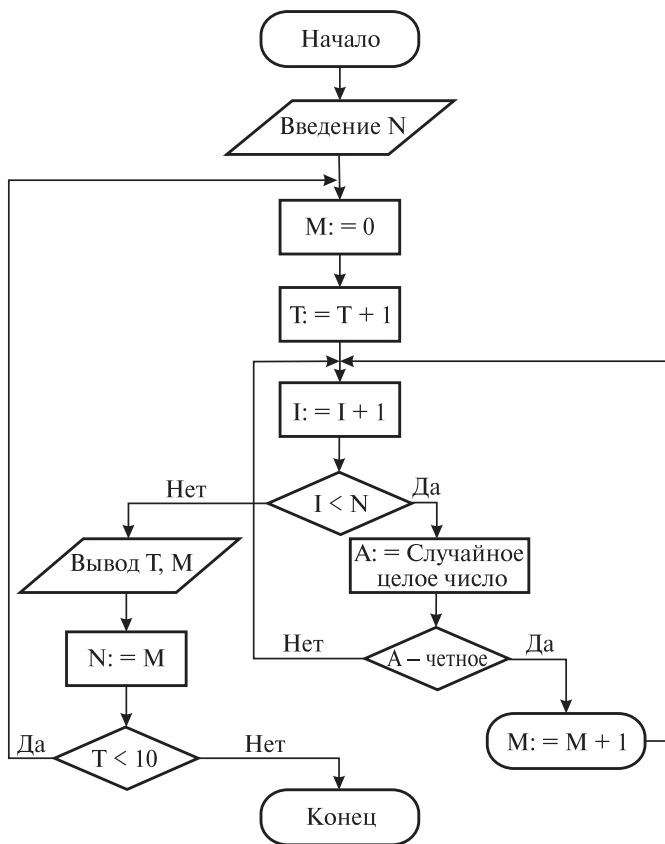 Начало
Введение N
M: = 0
T: = T + 1
I: = I + 1
Нет
I < N
Да
Вывод T, M
A: = Случайное
целое число
N: = M
Нет
A – четное
Да
Да
T < 10
Нет
M: = M + 1
Конец